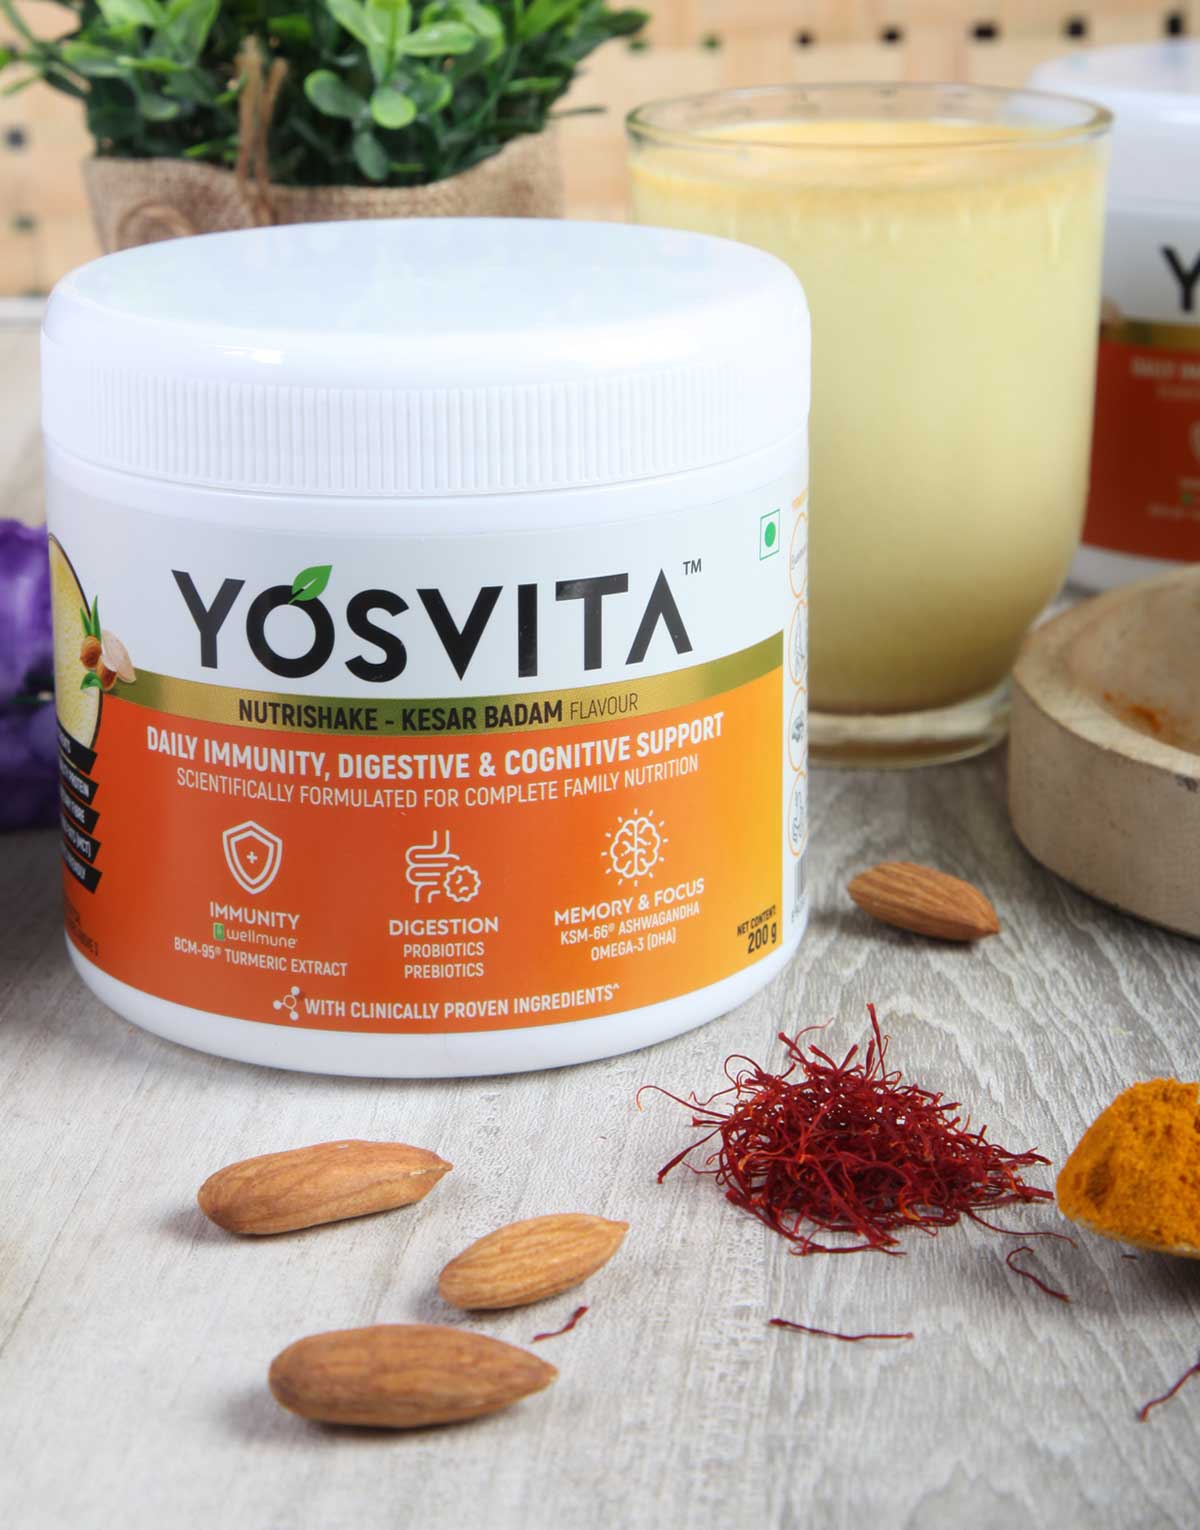 YOSVITA™
NUTRISHAKE - KESAR BADAM FLAVOUR
DAILY IMMUNITY, DIGESTIVE & COGNITIVE SUPPORT
SCIENTIFICALLY FORMULATED FOR COMPLETE FAMILY NUTRITION
IMMUNITY
wellmune®
BCM-95® TURMERIC EXTRACT
DIGESTION
PROBIOTICS
PREBIOTICS
MEMORY & FOCUS
KSM-66® ASHWAGANDHA
OMEGA-3 (DHA)
NET CONTENT:
200 g
WITH CLINICALLY PROVEN INGREDIENTS^
Y